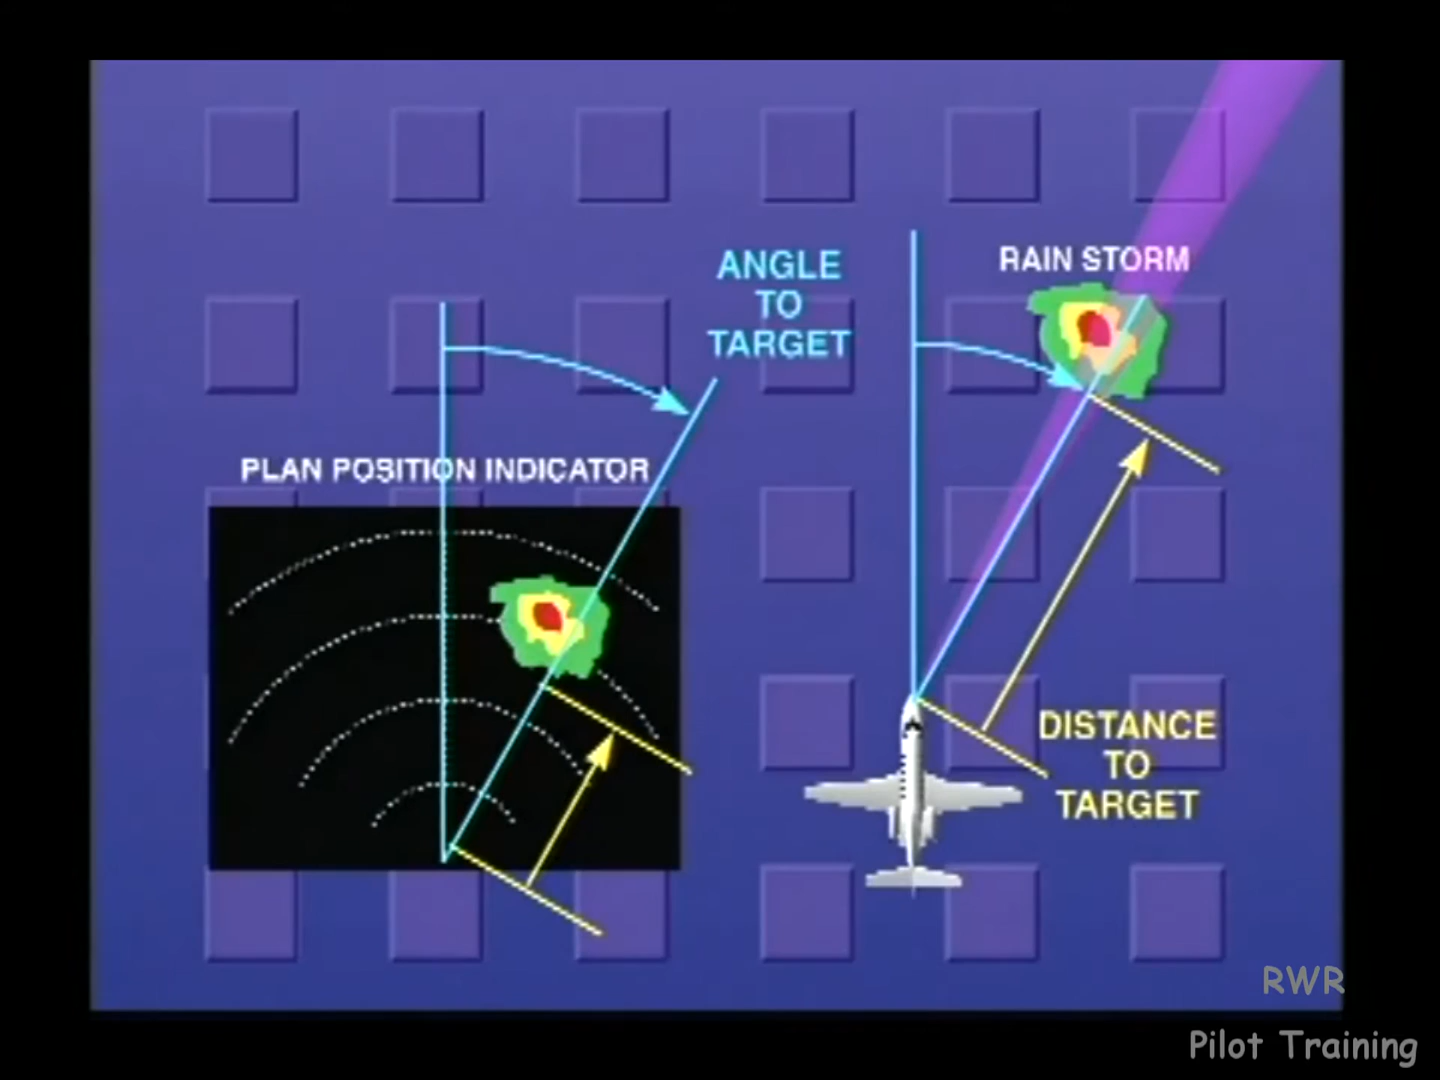 ANGLE
TO
TARGET
RAIN STORM
PLAN POSITION INDICATOR
DISTANCE
TO
TARGET
RWR
Pilot Training